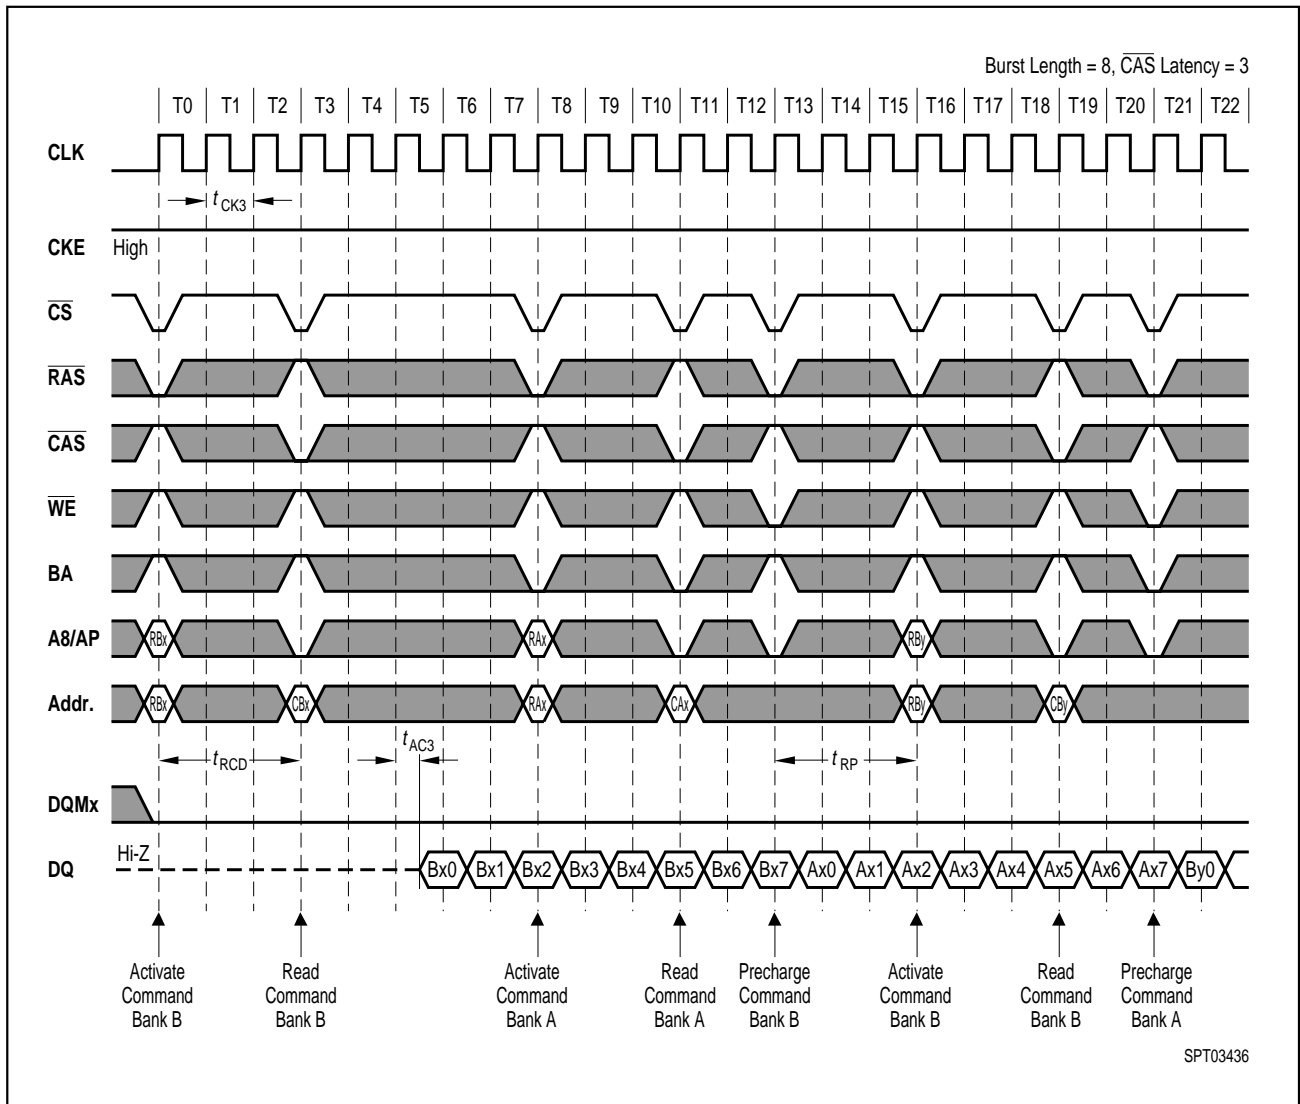 Burst Length = 8, CAS Latency = 3
T0 T1 T2 T3 T4 T5 T6 T7 T8 T9 T10 T11 T12 T13 T14 T15 T16 T17 T18 T19 T20 T21 T22
CLK
t CK3
CKE High
CS
RAS
CAS
WE
BA
A8/AP RBx RAx RBy
Addr. RBx CBx RAx CAx RBy CBy
t AC3
t RCD t RP
DQMx
Hi-Z
DQ Bx0 Bx1 Bx2 Bx3 Bx4 Bx5 Bx6 Bx7 Ax0 Ax1 Ax2 Ax3 Ax4 Ax5 Ax6 Ax7 By0
Activate Read Activate Read Precharge Activate Read Precharge
Command Command Command Command Command Command Command Command
Bank B Bank B Bank A Bank A Bank B Bank B Bank B Bank A
SPT03436